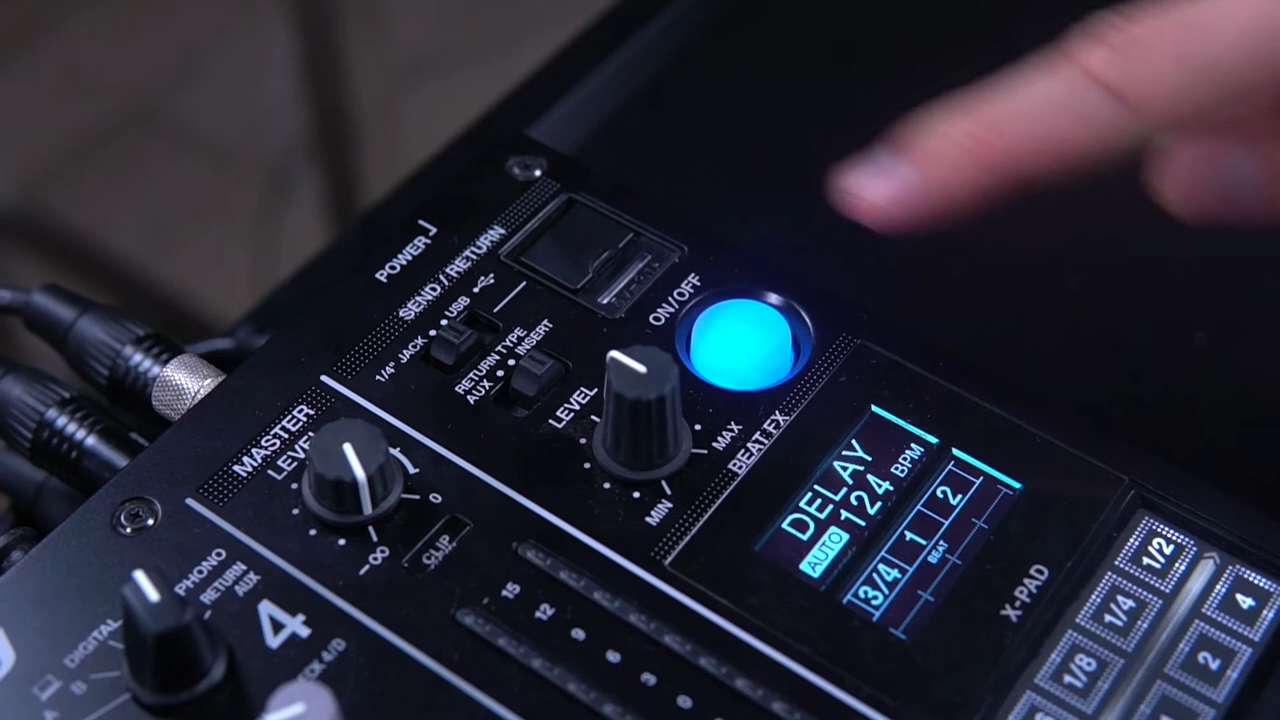 POWER
SEND/RETURN
1/4" JACK • • USB
RETURN TYPE
AUX • • INSERT
ON/OFF
LEVEL
MAX
MIN
BEAT FX
MASTER
LEVEL
0
-∞
CLIP
15
12
9
6
3
0
PHONO
RETURN
AUX
DIGITAL
B
A
4
DELAY
AUTO 124 BPM
3/4 1 2
BEAT
X-PAD
1/8 1/4 1/2
2 4